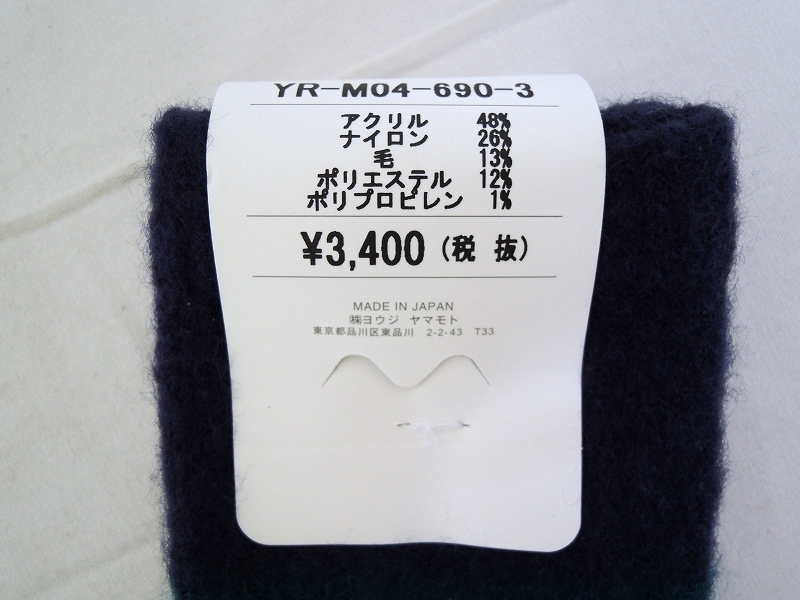 YR-M04-690-3
アクリル 48%
ナイロン 26%
毛 13%
ポリエステル 12%
ポリプロピレン 1%
¥3,400(税 抜)
MADE IN JAPAN
㈱ヨウジ ヤマモト
東京都品川区東品川 2-2-43 T33